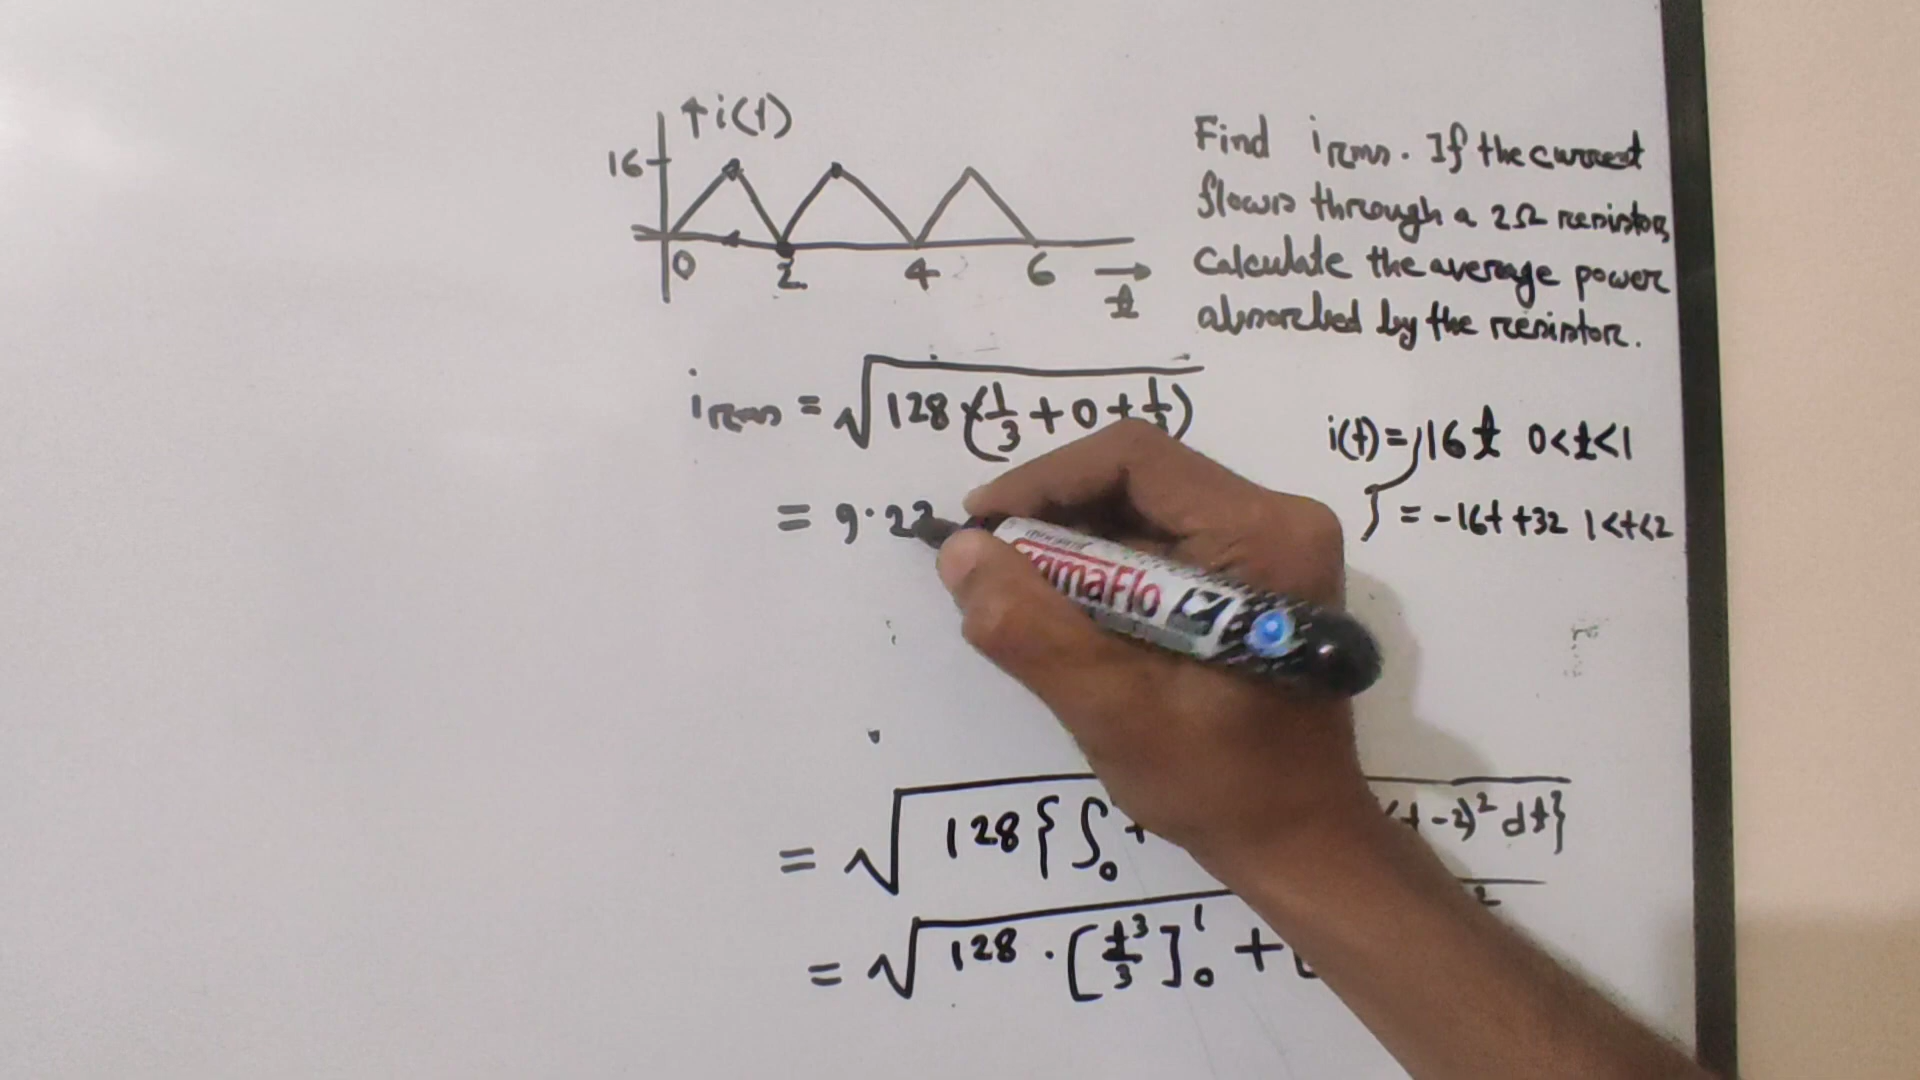 ↑i(t)
16
0 2 4 6
t
Find irms. If the current
flows through a 2Ω resistor,
calculate the average power
absorbed by the resistor.
irms = √128(1/3 + 0 + 1/3)
= 9.23
i(t) = 16t 0<t<1
= -16t +32 1<t<2
= √128{∫₀ t (t-2)² dt}
= √128 · [t³/3]₀¹ + [ 2